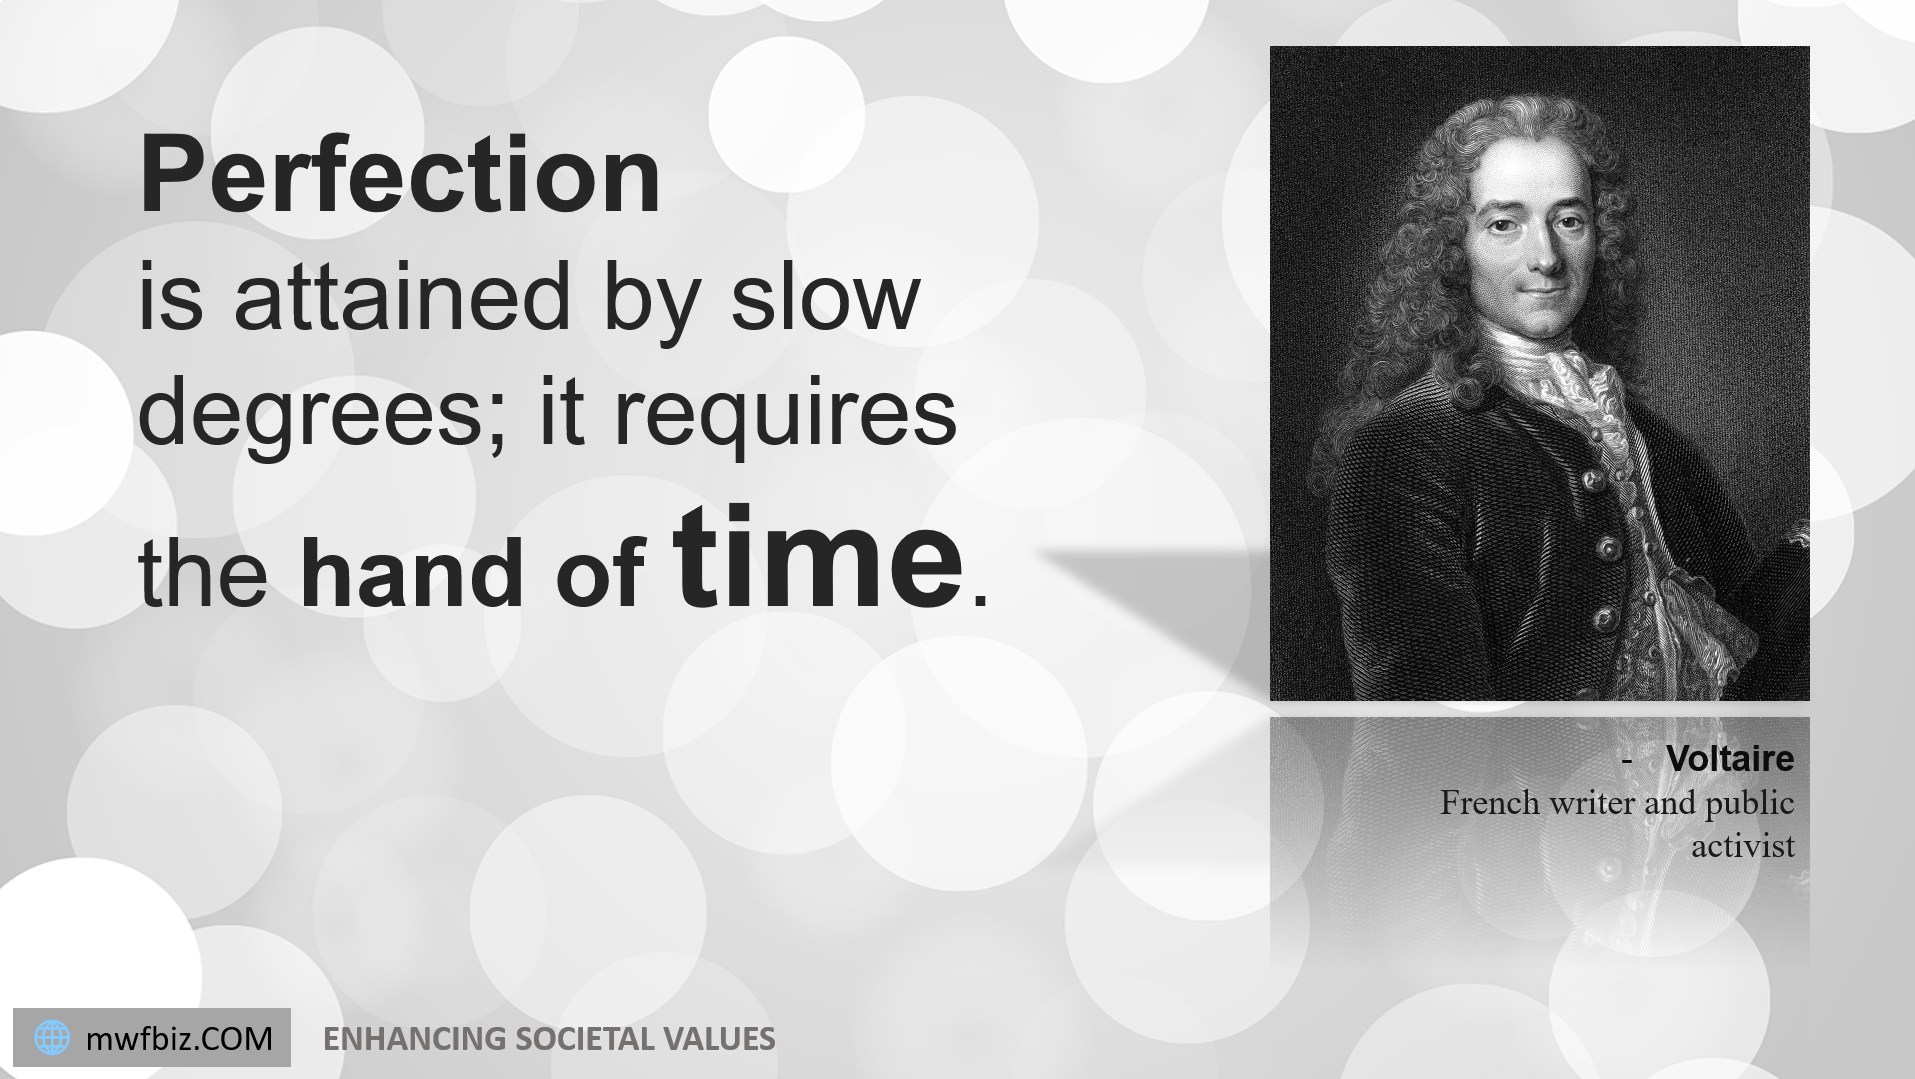 Perfection
is attained by slow
degrees; it requires
the hand of time.
- Voltaire
French writer and public
activist
mwfbiz.COM
ENHANCING SOCIETAL VALUES